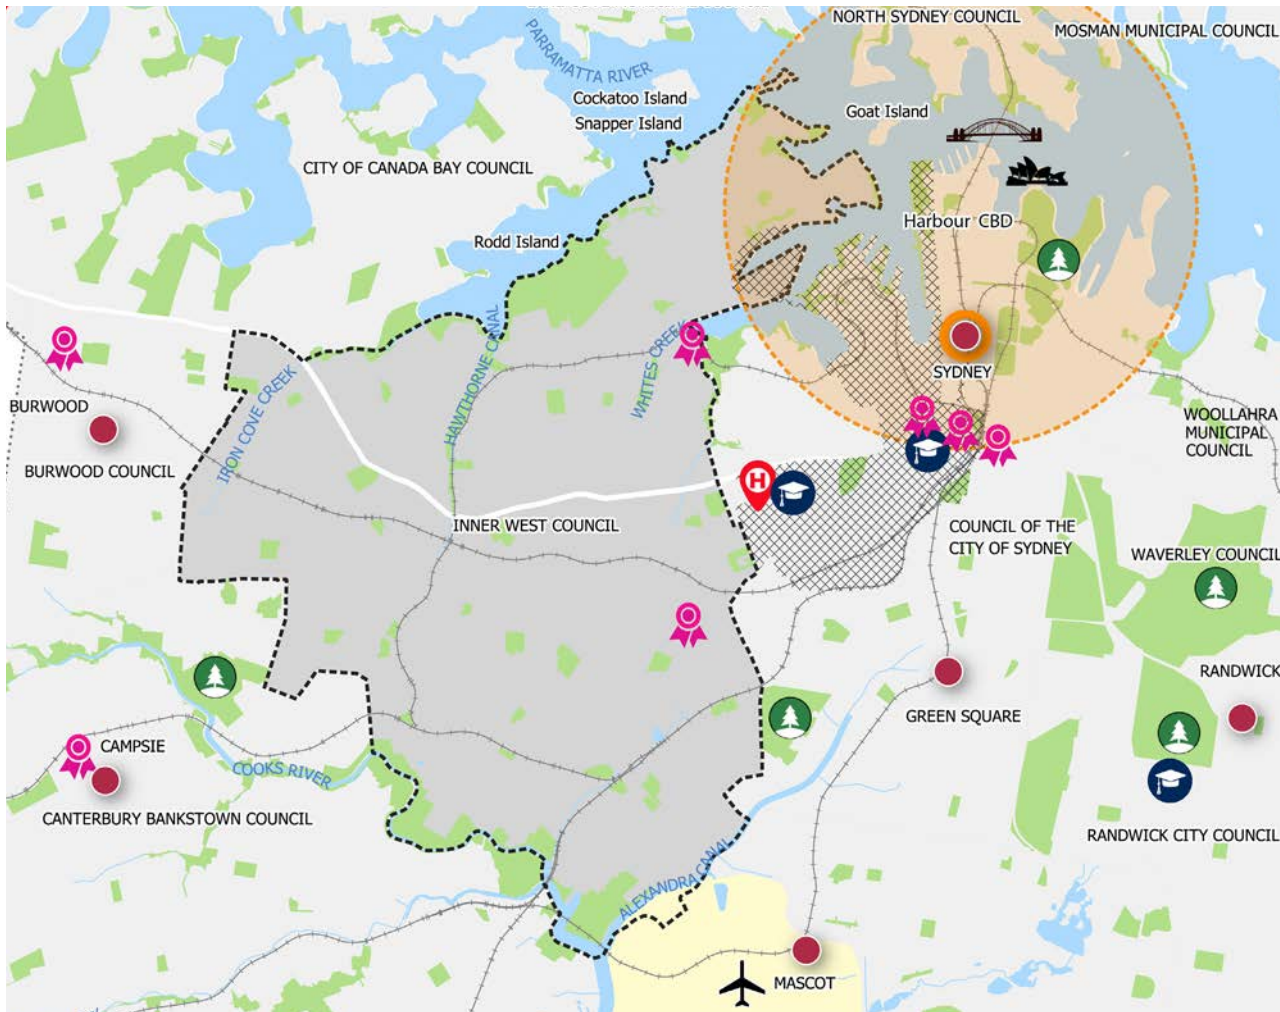 NORTH SYDNEY COUNCIL
MOSMAN MUNICIPAL COUNCIL
PARRAMATTA RIVER
Cockatoo Island
Snapper Island
Goat Island
CITY OF CANADA BAY COUNCIL
Harbour CBD
Rodd Island
HAWTHORNE CANAL
WHITES CREEK
IRON COVE CREEK
SYDNEY
BURWOOD
BURWOOD COUNCIL
WOOLLAHRA
MUNICIPAL
COUNCIL
H
INNER WEST COUNCIL
COUNCIL OF THE
CITY OF SYDNEY
WAVERLEY COUNCIL
RANDWICK
GREEN SQUARE
CAMPSIE
COOKS RIVER
CANTERBURY BANKSTOWN COUNCIL
RANDWICK CITY COUNCIL
ALEXANDRA CANAL
MASCOT